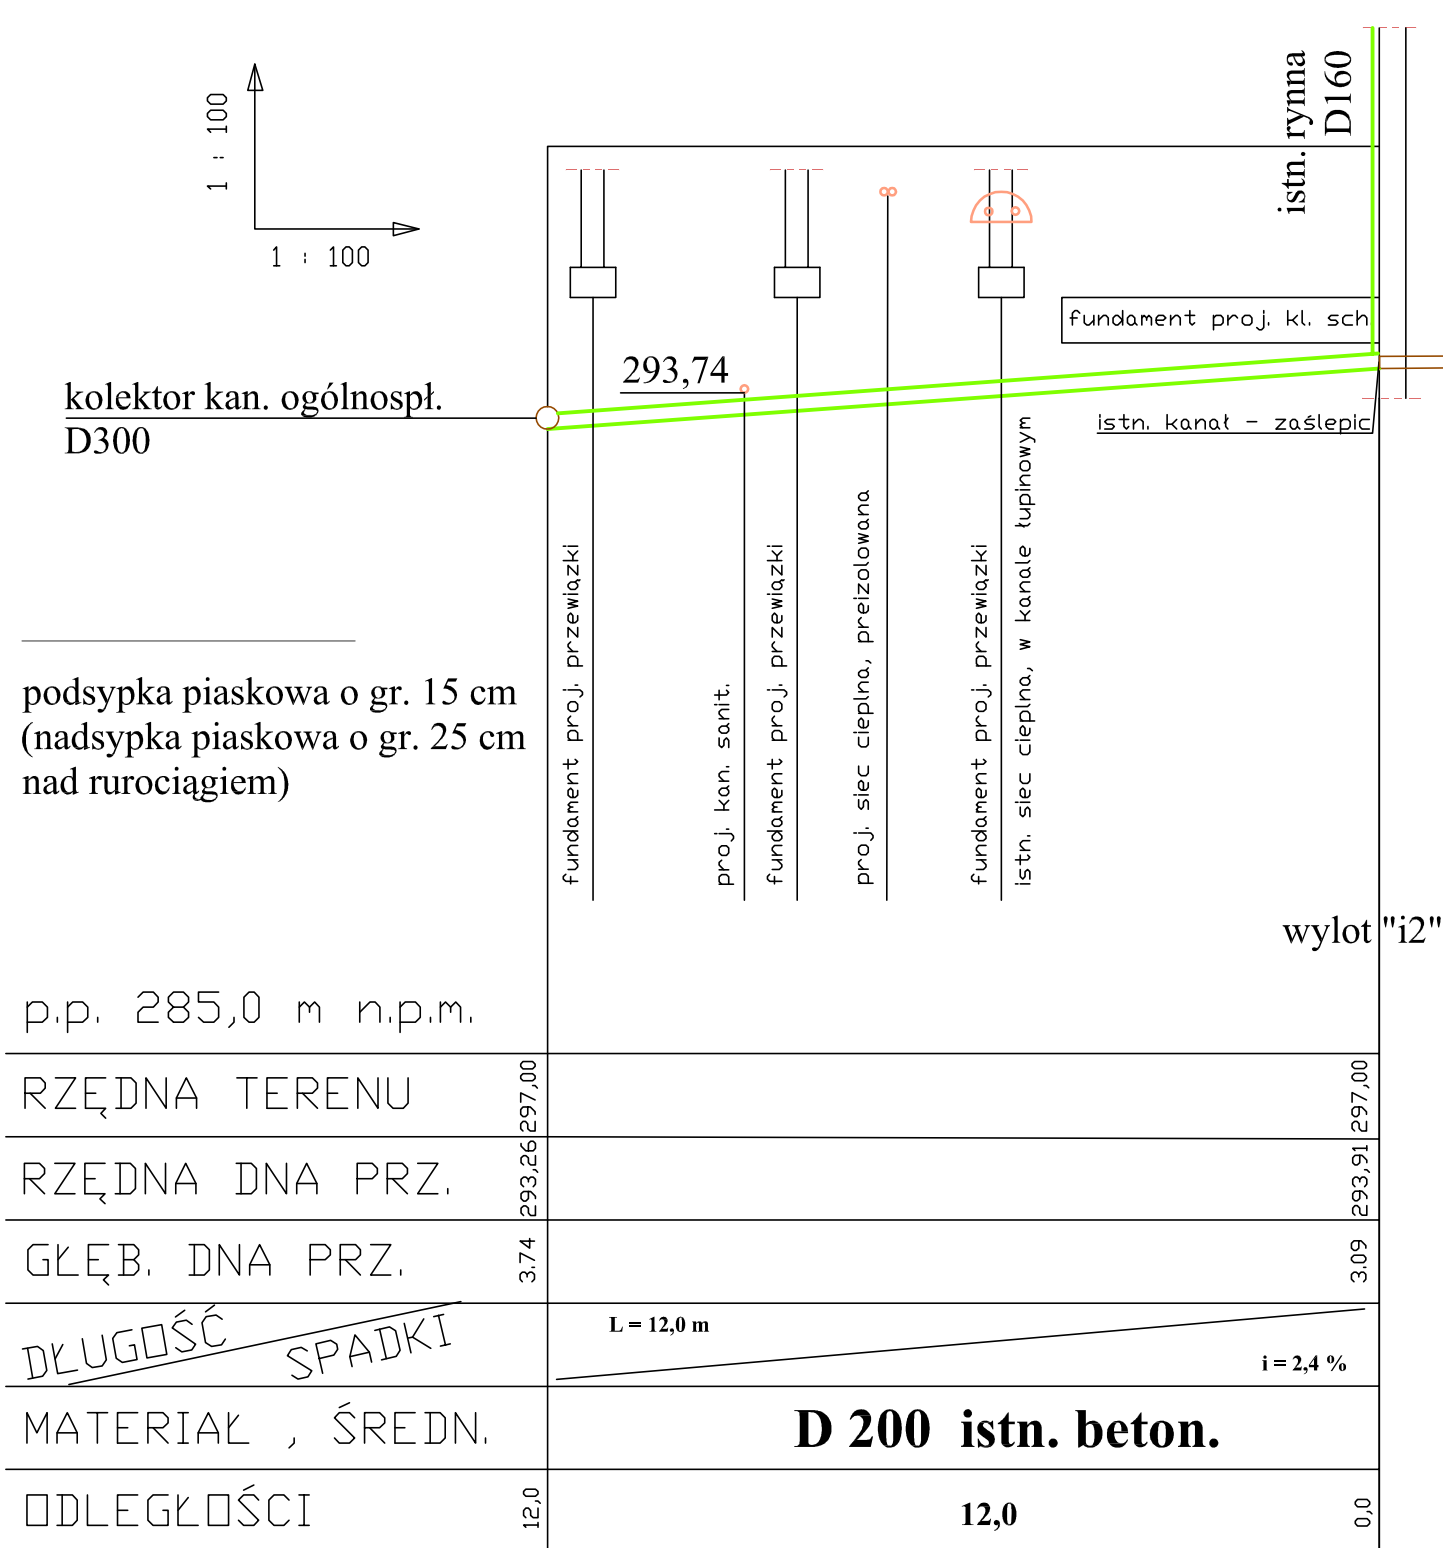 1 : 100
1 : 100
istn. rynna
D160
fundament proj. kl. sch
293,74
kolektor kan. ogólnospł.
D300
istn. kanał - zaślepic
fundament proj. przewiązki
proj. kan. sanit.
fundament proj. przewiązki
proj. siec cieplna, preizolowana
fundament proj. przewiązki
istn. siec cieplna, w kanale łupinowym
podsypka piaskowa o gr. 15 cm
(nadsypka piaskowa o gr. 25 cm
nad rurociągiem)
wylot "i2"
p.p. 285,0 m n.p.m.
RZĘDNA TERENU 297,00 297,00
RZĘDNA DNA PRZ. 293,26 293,91
GŁĘB. DNA PRZ. 3.74 3.09
DŁUGOŚĆ SPADKI L = 12,0 m i = 2,4 %
MATERIAŁ , ŚREDN. D 200 istn. beton.
ODLEGŁOŚCI 12,0 12,0 0,0